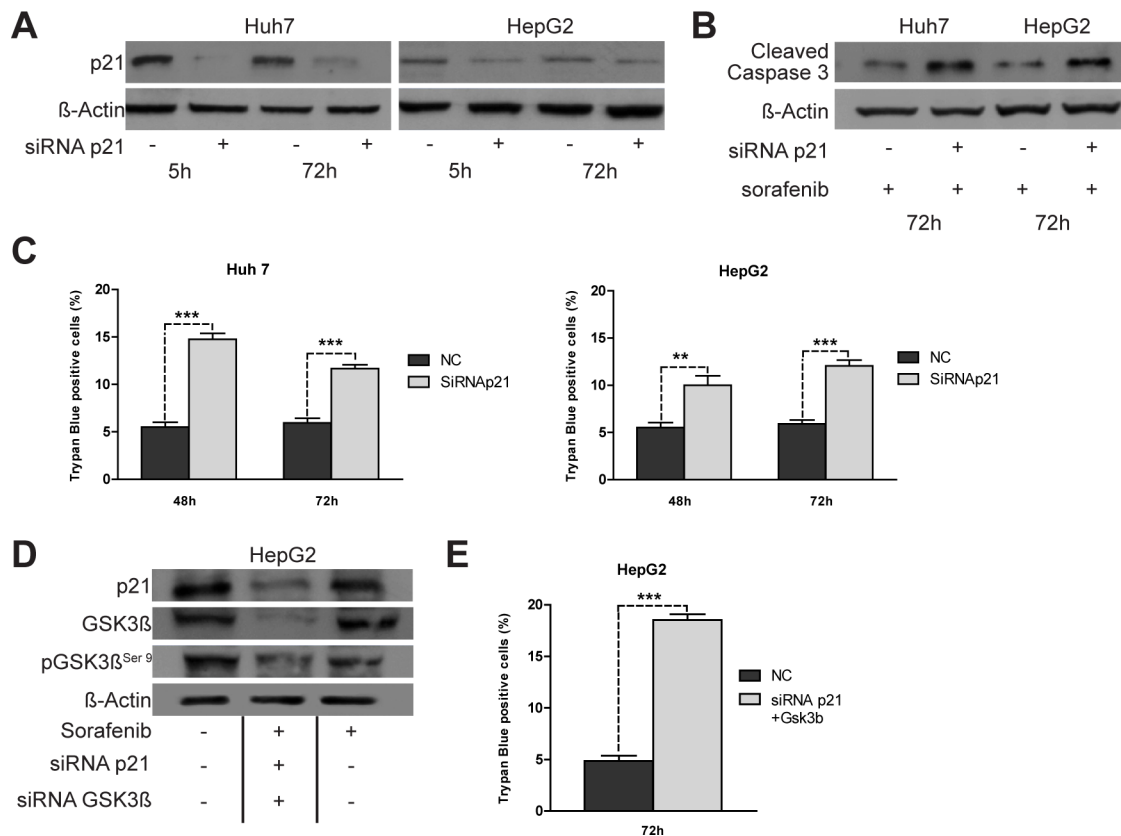 A
Huh7 HepG2
p21
ß-Actin
siRNA p21 - + - + - + - +
5h 72h 5h 72h
B
Huh7 HepG2
Cleaved
Caspase 3
ß-Actin
siRNA p21 - + - +
sorafenib + + + +
72h 72h
C
Huh 7
Trypan Blue positive cells (%)
20
15
10
5
0
***
***
48h 72h
NC
SiRNAp21
HepG2
Trypan Blue positive cells (%)
20
15
10
5
0
**
***
48h 72h
NC
SiRNAp21
D
HepG2
p21
GSK3ß
pGSK3ß Ser 9
ß-Actin
Sorafenib - + +
siRNA p21 - + -
siRNA GSK3ß - + -
E
HepG2
Trypan Blue positive cells (%)
20
15
10
5
0
***
72h
NC
siRNA p21
+Gsk3b